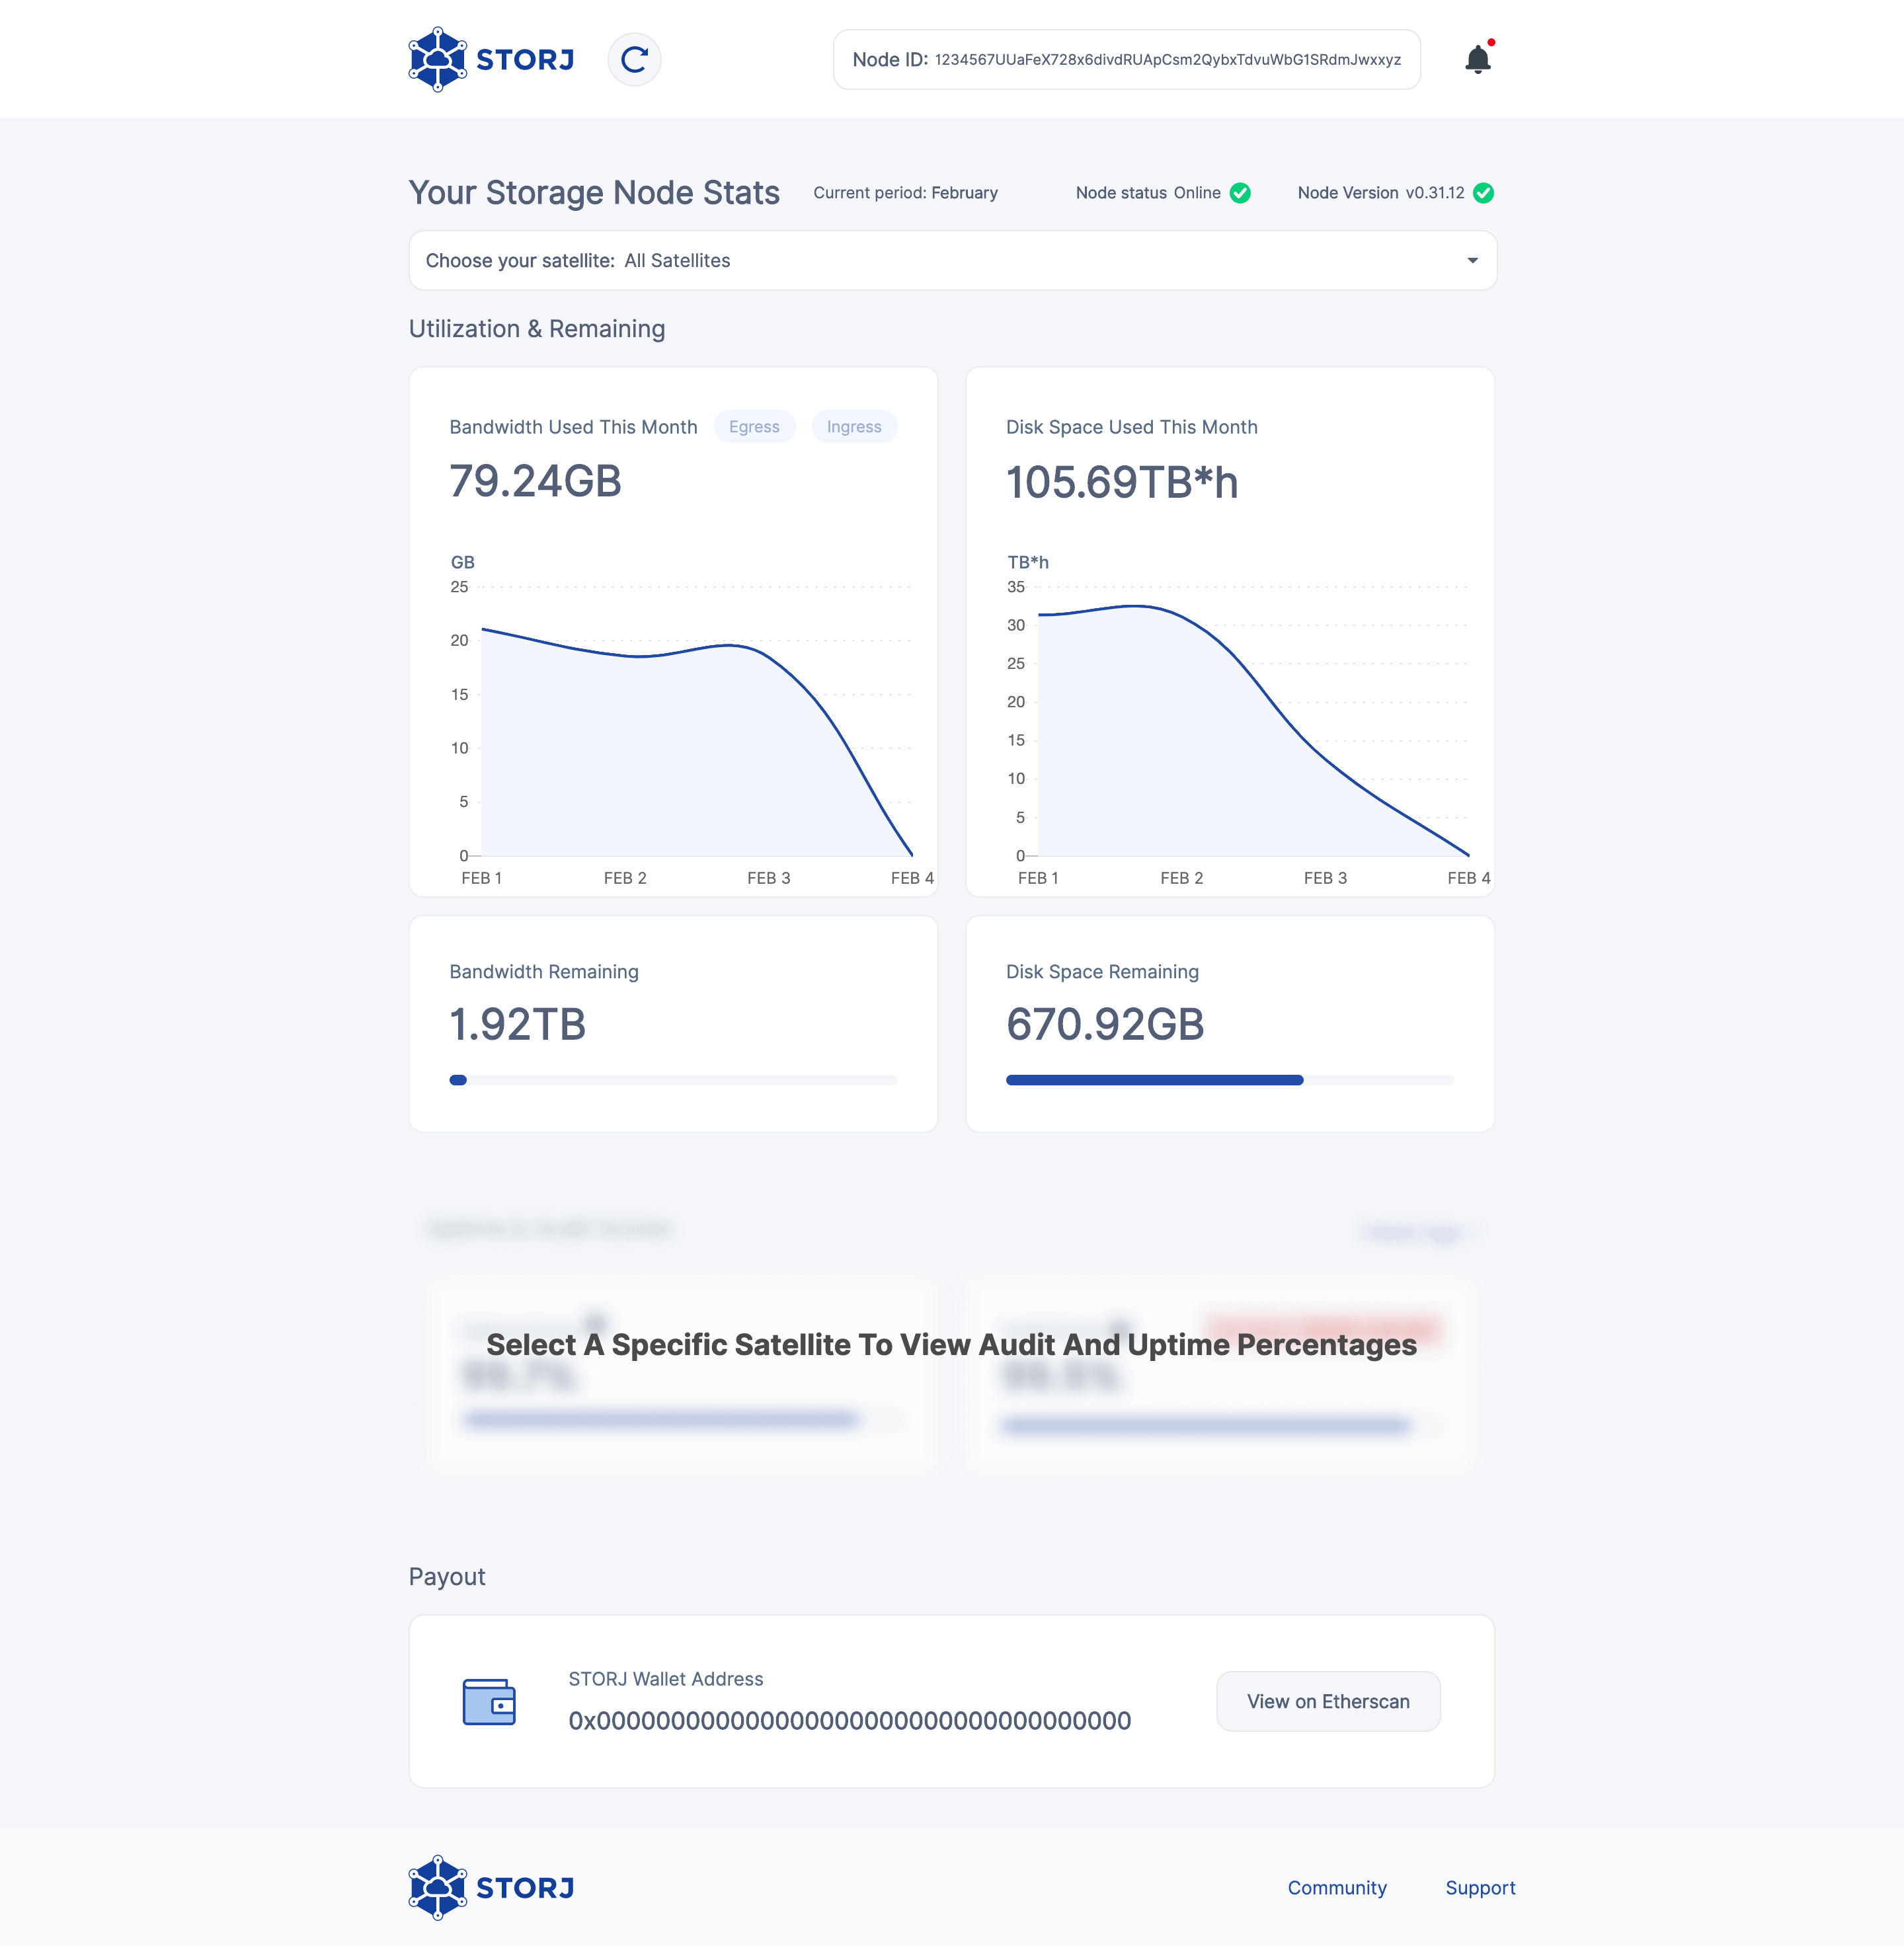 STORJ
Node ID: 1234567UUaFeX728x6divdRUApCsm2QybxTdvuWbG1SRdmJwxxyz
Your Storage Node Stats
Current period: February
Node status Online
Node Version v0.31.12
Choose your satellite: All Satellites
Utilization & Remaining
Bandwidth Used This Month
Egress
Ingress
79.24GB
GB
25
20
15
10
5
0
FEB 1
FEB 2
FEB 3
FEB 4
Disk Space Used This Month
105.69TB*h
TB*h
35
30
25
20
15
10
5
0
FEB 1
FEB 2
FEB 3
FEB 4
Bandwidth Remaining
1.92TB
Disk Space Remaining
670.92GB
Select A Specific Satellite To View Audit And Uptime Percentages
Payout
STORJ Wallet Address
0x0000000000000000000000000000000000000
View on Etherscan
STORJ
Community
Support